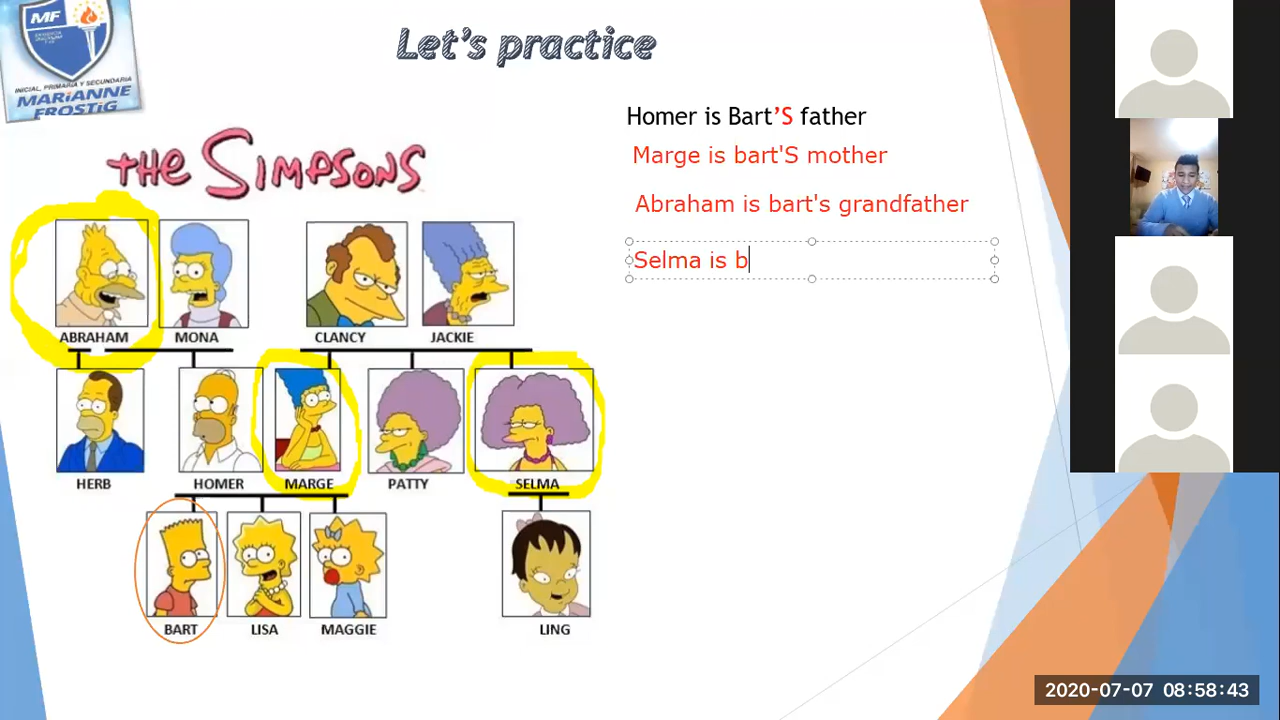 Let's practice
MF
INICIAL, PRIMARIA Y SECUNDARIA
MARIANNE
FROSTIG
THE SIMPSONS
Homer is Bart'S father
Marge is bart'S mother
Abraham is bart's grandfather
Selma is b
ABRAHAM
MONA
CLANCY
JACKIE
HERB
HOMER
MARGE
PATTY
SELMA
BART
LISA
MAGGIE
LING
2020-07-07 08:58:43